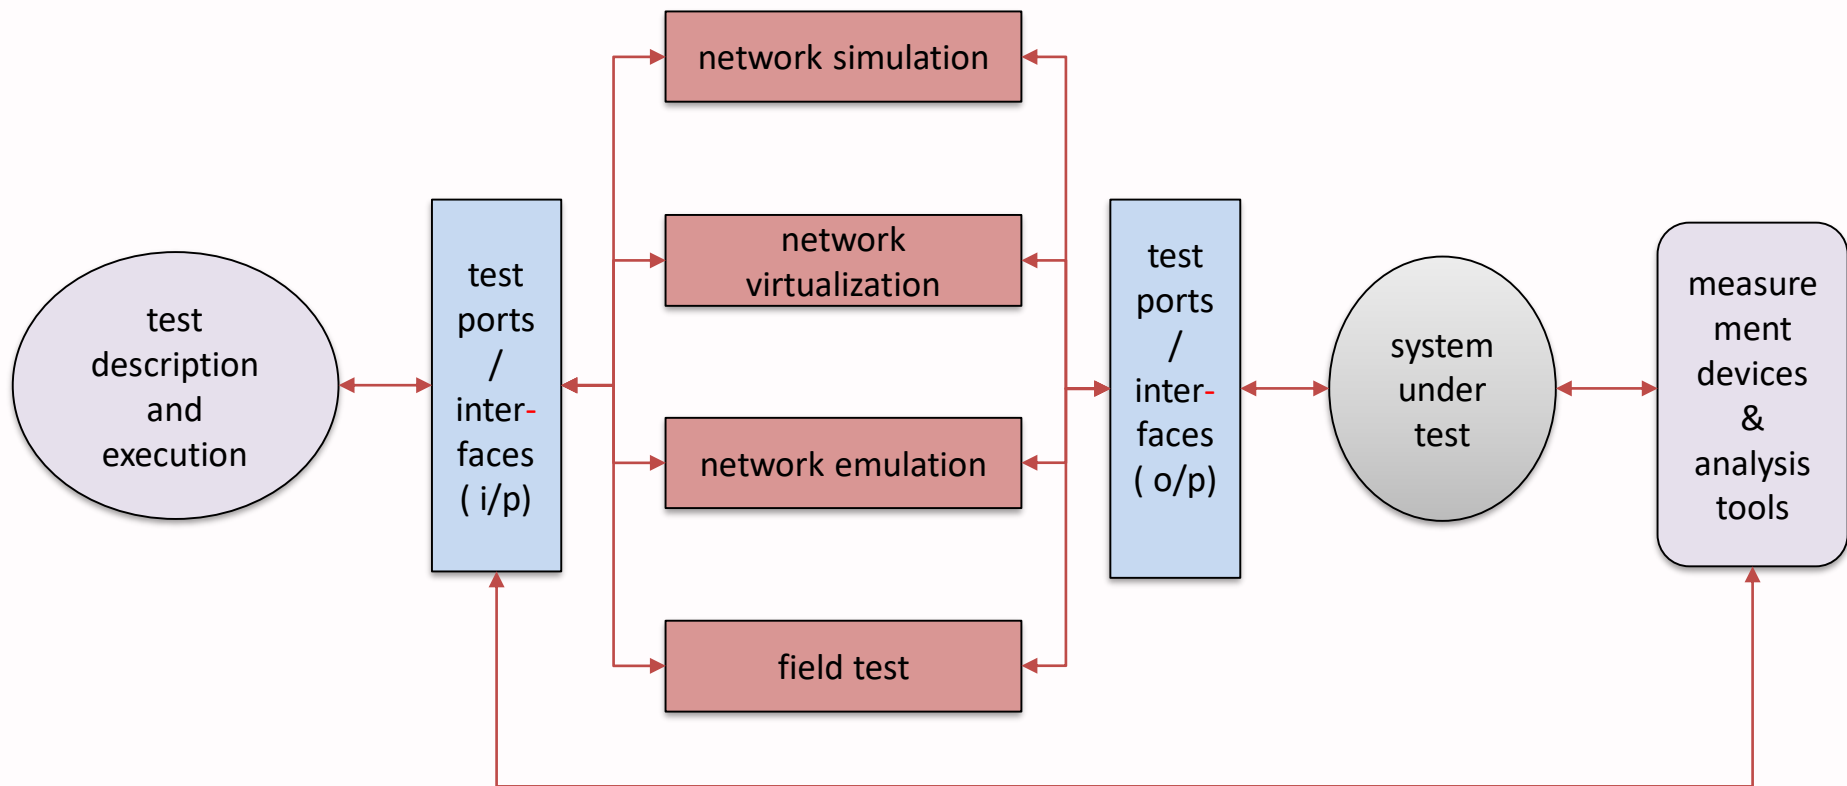 test
description
and
execution
test
ports
/
inter-
faces
( i/p)
network simulation
network
virtualization
network emulation
field test
test
ports
/
inter-
faces
( o/p)
system
under
test
measure
ment
devices
&
analysis
tools